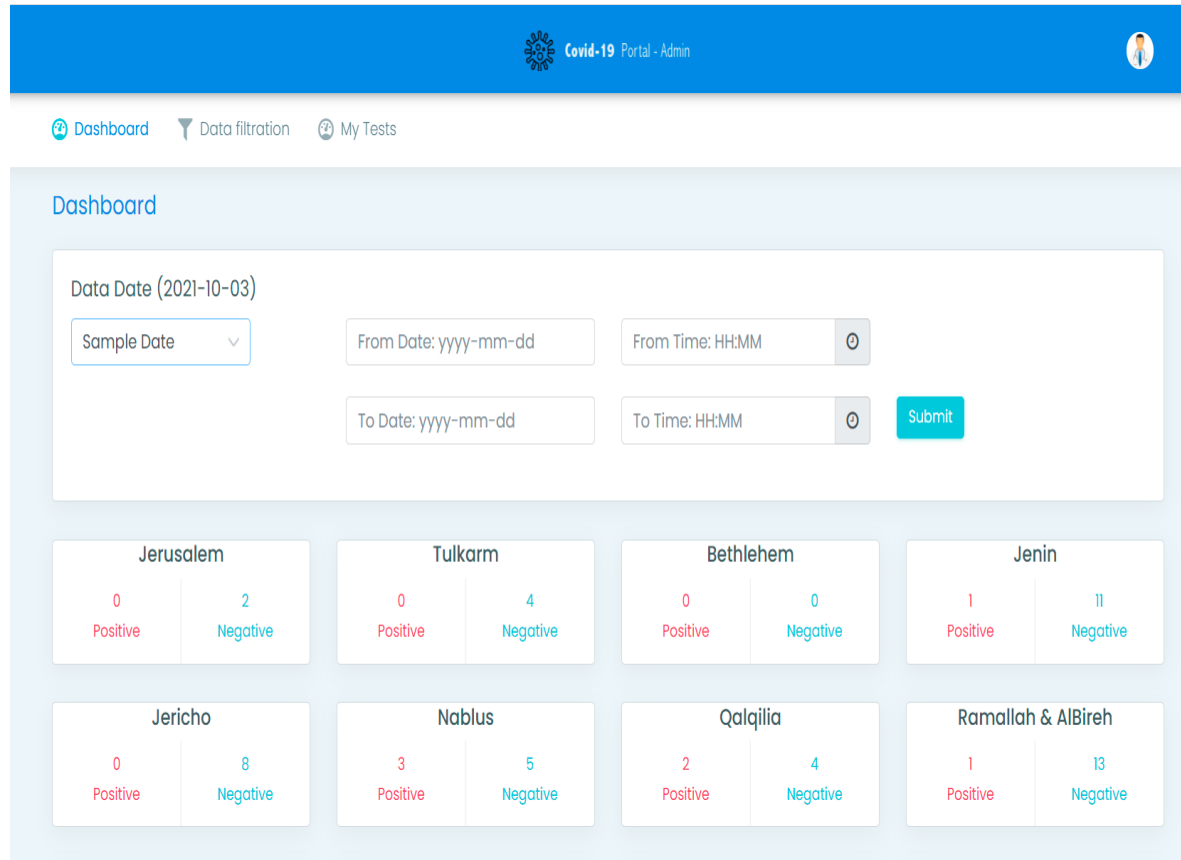 Covid-19 Portal - Admin
Dashboard Data filtration My Tests
Dashboard
Data Date (2021-10-03)
Sample Date From Date: yyyy-mm-dd From Time: HH:MM
To Date: yyyy-mm-dd To Time: HH:MM Submit
Jerusalem Tulkarm Bethlehem Jenin
0 2 0 4 0 0 1 11
Positive Negative Positive Negative Positive Negative Positive Negative
Jericho Nablus Qalqilia Ramallah & AlBireh
0 8 3 5 2 4 1 13
Positive Negative Positive Negative Positive Negative Positive Negative